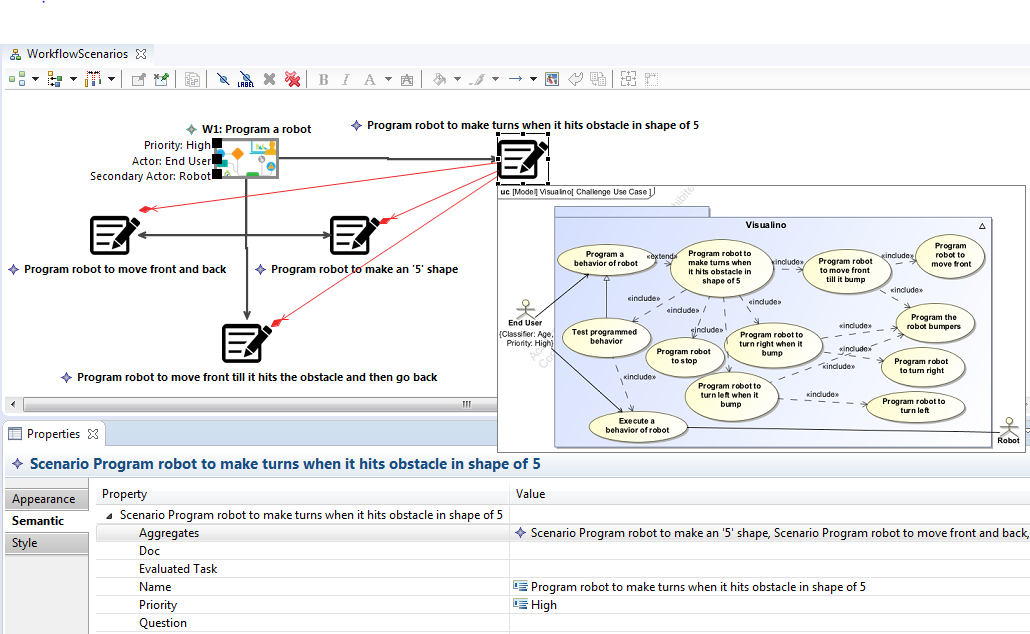 WorkflowScenarios
LABEL
B I A A
W1: Program a robot
Priority: High
Actor: End User
Secondary Actor: Robot
Program robot to make turns when it hits obstacle in shape of 5
Program robot to move front and back
Program robot to make an '5' shape
Program robot to move front till it hits the obstacle and then go back
uc [Model] Visualino[ Challenge Use Case ]
Visualino
Program a
behavior of robot
«extend»
Program robot to
make turns when
it hits obstacle in
shape of 5
«include»
Program robot
to move front
till it bump
«include»
Program
robot to
move front
«include»
«include»
«include»
«include»
«include»
End User
{Classifier: Age,
Priority: High}
Test programmed
behavior
Program robot
to stop
Program robot to
turn right when it
bump
«include»
«include»
«include»
Program the
robot bumpers
Program robot
to turn right
«include»
Program robot to
turn left when it
bump
«include»
Program robot to
turn left
Execute a
behavior of robot
Robot
Properties
Scenario Program robot to make turns when it hits obstacle in shape of 5
Appearance
Semantic
Style
Property Value
Scenario Program robot to make turns when it hits obstacle in shape of 5
Aggregates Scenario Program robot to make an '5' shape, Scenario Program robot to move front and back,
Doc
Evaluated Task
Name Program robot to make turns when it hits obstacle in shape of 5
Priority High
Question